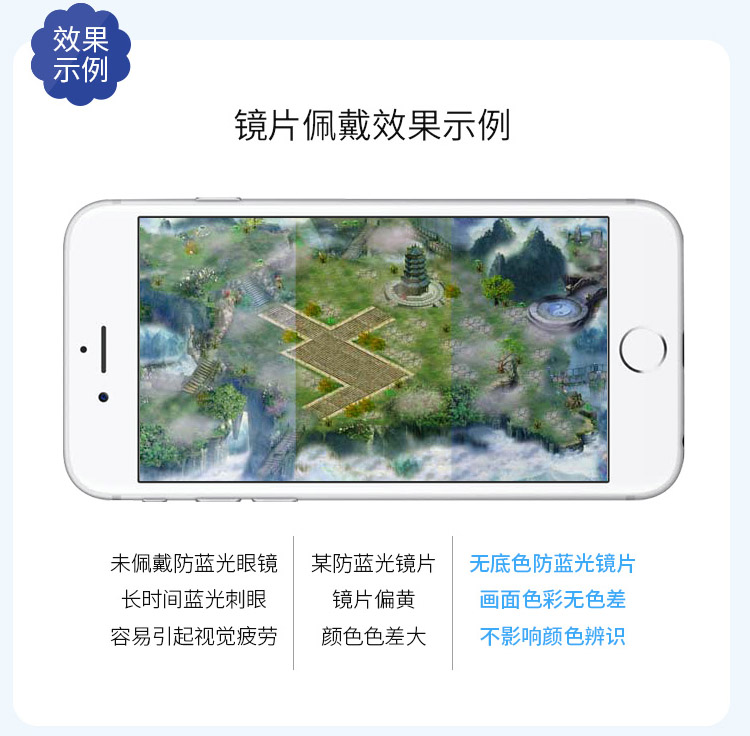 效果
示例
镜片佩戴效果示例
未佩戴防蓝光眼镜
长时间蓝光刺眼
容易引起视觉疲劳
某防蓝光镜片
镜片偏黄
颜色色差大
无底色防蓝光镜片
画面色彩无色差
不影响颜色辨识